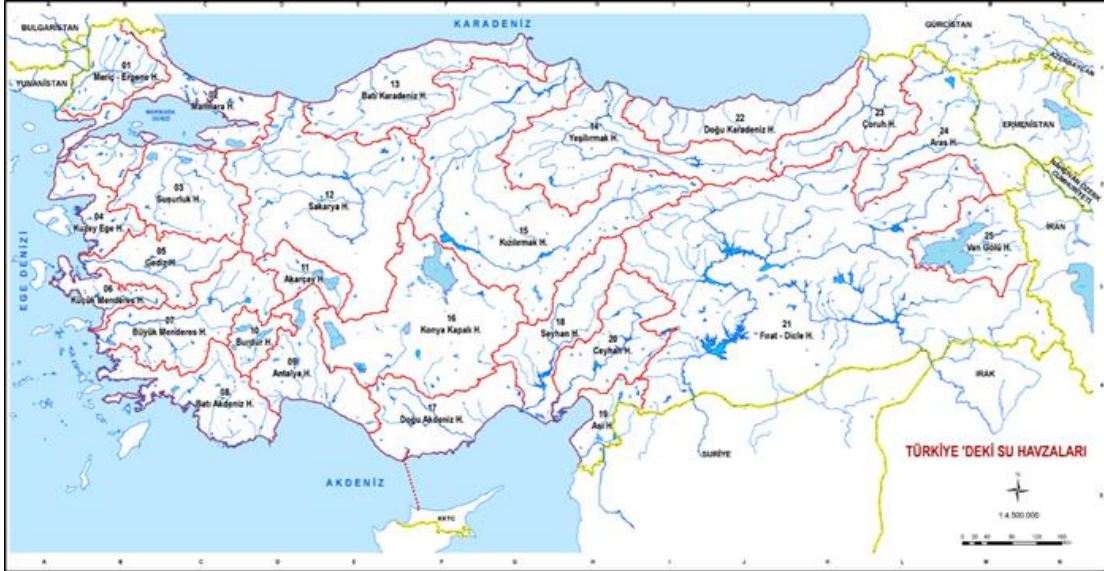 A B C D E F G H I J K L M N
KARADENİZ
BULGARİSTAN
GÜRCİSTAN
AZERBAYCAN
YUNANİSTAN
01
Meriç - Ergene H.
02
Marmara H.
MARMARA
DENİZİ
13
Batı Karadeniz H.
14
Yeşilırmak H.
22
Doğu Karadeniz H.
23
Çoruh H.
24
Aras H.
ERMENİSTAN
03
Susurluk H.
12
Sakarya H.
04
Kuzey Ege H.
15
Kızılırmak H.
25
Van Gölü H.
İRAN
EGE DENİZİ
05
Gediz H.
11
Akarçay H.
06
Küçük Menderes H.
07
Büyük Menderes H.
10
Burdur H.
16
Konya Kapalı H.
18
Seyhan H.
20
Ceyhan H.
21
Fırat - Dicle H.
09
Antalya H.
08
Batı Akdeniz H.
17
Doğu Akdeniz H.
19
Asi H.
IRAK
SURİYE
TÜRKİYE 'DEKİ SU HAVZALARI
AKDENİZ
KKTC
1:4.500.000
A B C D E F G H I J K L M N